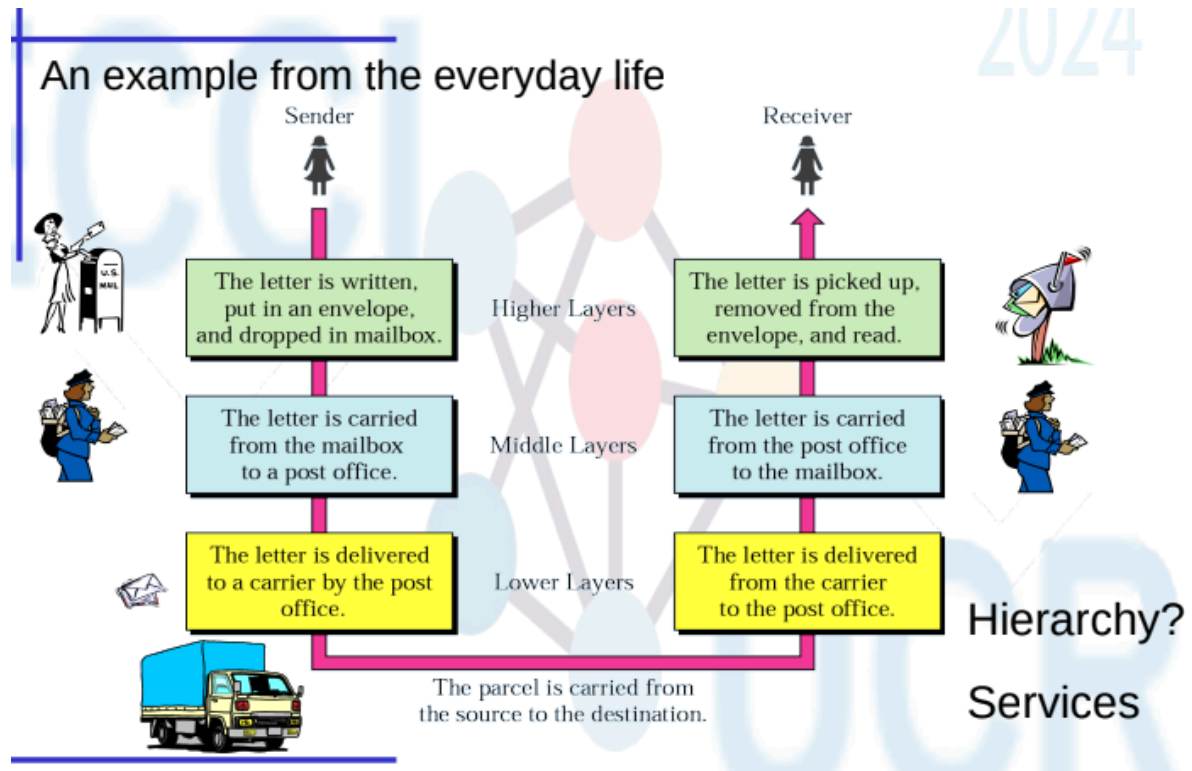 2024
An example from the everyday life
Sender
Receiver
U.S.
MAIL
The letter is written,
put in an envelope,
and dropped in mailbox.
Higher Layers
The letter is picked up,
removed from the
envelope, and read.
The letter is carried
from the mailbox
to a post office.
Middle Layers
The letter is carried
from the post office
to the mailbox.
The letter is delivered
to a carrier by the post
office.
Lower Layers
The letter is delivered
from the carrier
to the post office.
Hierarchy?
Services
The parcel is carried from
the source to the destination.
UCR